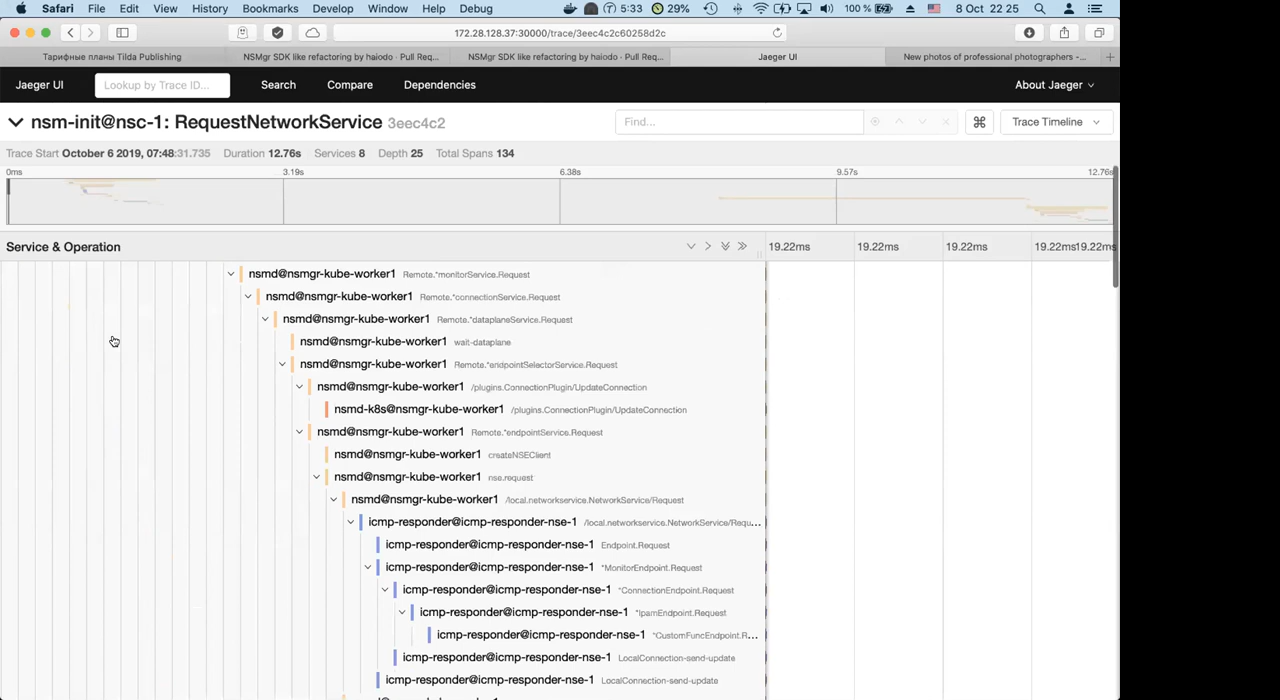 Safari File Edit View History Bookmarks Develop Window Help Debug 5:33 29% 100 % 8 Oct 22 25
172.28.128.37:30000/trace/3eec4c2c60258d2c
Тарифные планы Tilda Publishing NSMgr SDK like refactoring by haiodo · Pull Req... NSMgr SDK like refactoring by haiodo · Pull Req... Jaeger UI New photos of professional photographers -...
Jaeger UI Lookup by Trace ID... Search Compare Dependencies About Jaeger
nsm-init@nsc-1: RequestNetworkService 3eec4c2 Find... Trace Timeline
Trace Start October 6 2019, 07:48:31.735 Duration 12.76s Services 8 Depth 25 Total Spans 134
0ms 3.19s 6.38s 9.57s 12.76s
Service & Operation 19.22ms 19.22ms 19.22ms 19.22ms 19.22ms
nsmd@nsmgr-kube-worker1 Remote.*monitorService.Request
nsmd@nsmgr-kube-worker1 Remote.*connectionService.Request
nsmd@nsmgr-kube-worker1 Remote.*dataplaneService.Request
nsmd@nsmgr-kube-worker1 wait-dataplane
nsmd@nsmgr-kube-worker1 Remote.*endpointSelectorService.Request
nsmd@nsmgr-kube-worker1 /plugins.ConnectionPlugin/UpdateConnection
nsmd-k8s@nsmgr-kube-worker1 /plugins.ConnectionPlugin/UpdateConnection
nsmd@nsmgr-kube-worker1 Remote.*endpointService.Request
nsmd@nsmgr-kube-worker1 createNSEClient
nsmd@nsmgr-kube-worker1 nse.request
nsmd@nsmgr-kube-worker1 /local.networkservice.NetworkService/Request
icmp-responder@icmp-responder-nse-1 /local.networkservice.NetworkService/Requ...
icmp-responder@icmp-responder-nse-1 Endpoint.Request
icmp-responder@icmp-responder-nse-1 *MonitorEndpoint.Request
icmp-responder@icmp-responder-nse-1 *ConnectionEndpoint.Request
icmp-responder@icmp-responder-nse-1 *IpamEndpoint.Request
icmp-responder@icmp-responder-nse-1 *CustomFuncEndpoint.R...
icmp-responder@icmp-responder-nse-1 LocalConnection-send-update
icmp-responder@icmp-responder-nse-1 LocalConnection-send-update